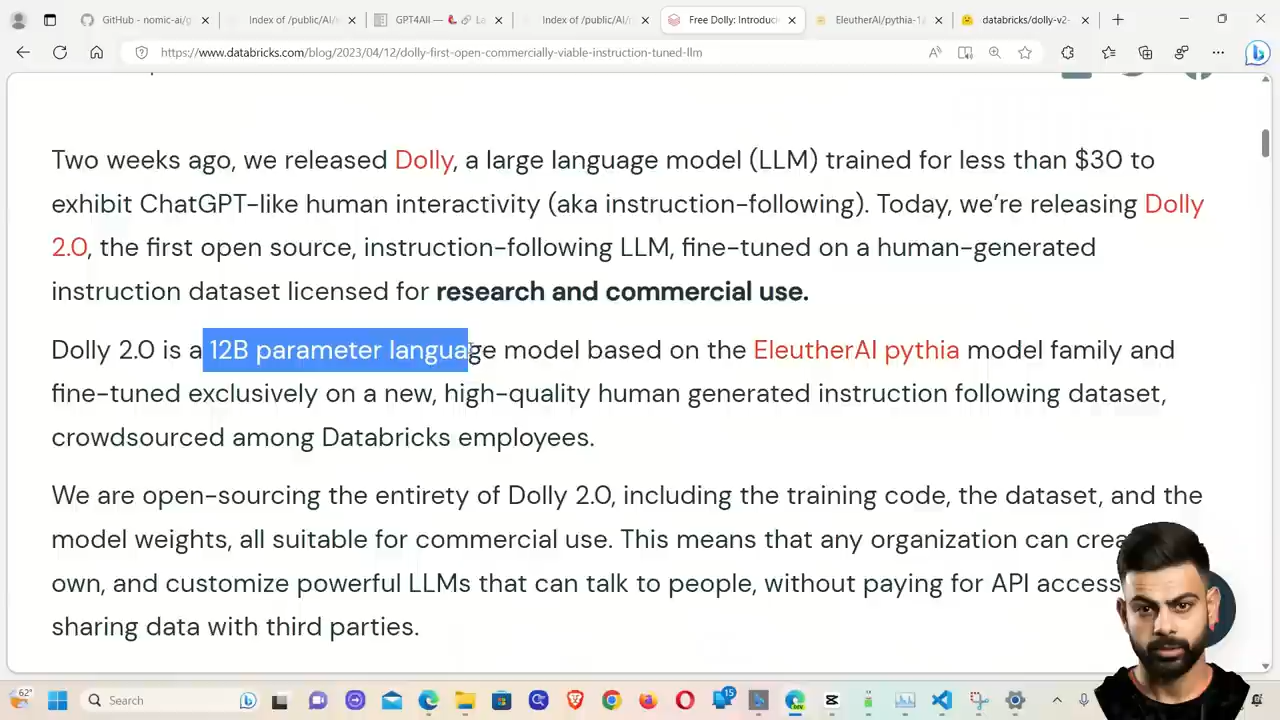 GitHub - nomic-ai/g
Index of /public/AI/
GPT4All —
La
Index of /public/AI/
Free Dolly: Introduc
EleutherAI/pythia-1
databricks/dolly-v2-
https://www.databricks.com/blog/2023/04/12/dolly-first-open-commercially-viable-instruction-tuned-llm
Two weeks ago, we released Dolly, a large language model (LLM) trained for less than $30 to
exhibit ChatGPT-like human interactivity (aka instruction-following). Today, we're releasing Dolly
2.0, the first open source, instruction-following LLM, fine-tuned on a human-generated
instruction dataset licensed for research and commercial use.
Dolly 2.0 is a 12B parameter language model based on the EleutherAI pythia model family and
fine-tuned exclusively on a new, high-quality human generated instruction following dataset,
crowdsourced among Databricks employees.
We are open-sourcing the entirety of Dolly 2.0, including the training code, the dataset, and the
model weights, all suitable for commercial use. This means that any organization can crea
own, and customize powerful LLMs that can talk to people, without paying for API access
sharing data with third parties.
62°
Search
15